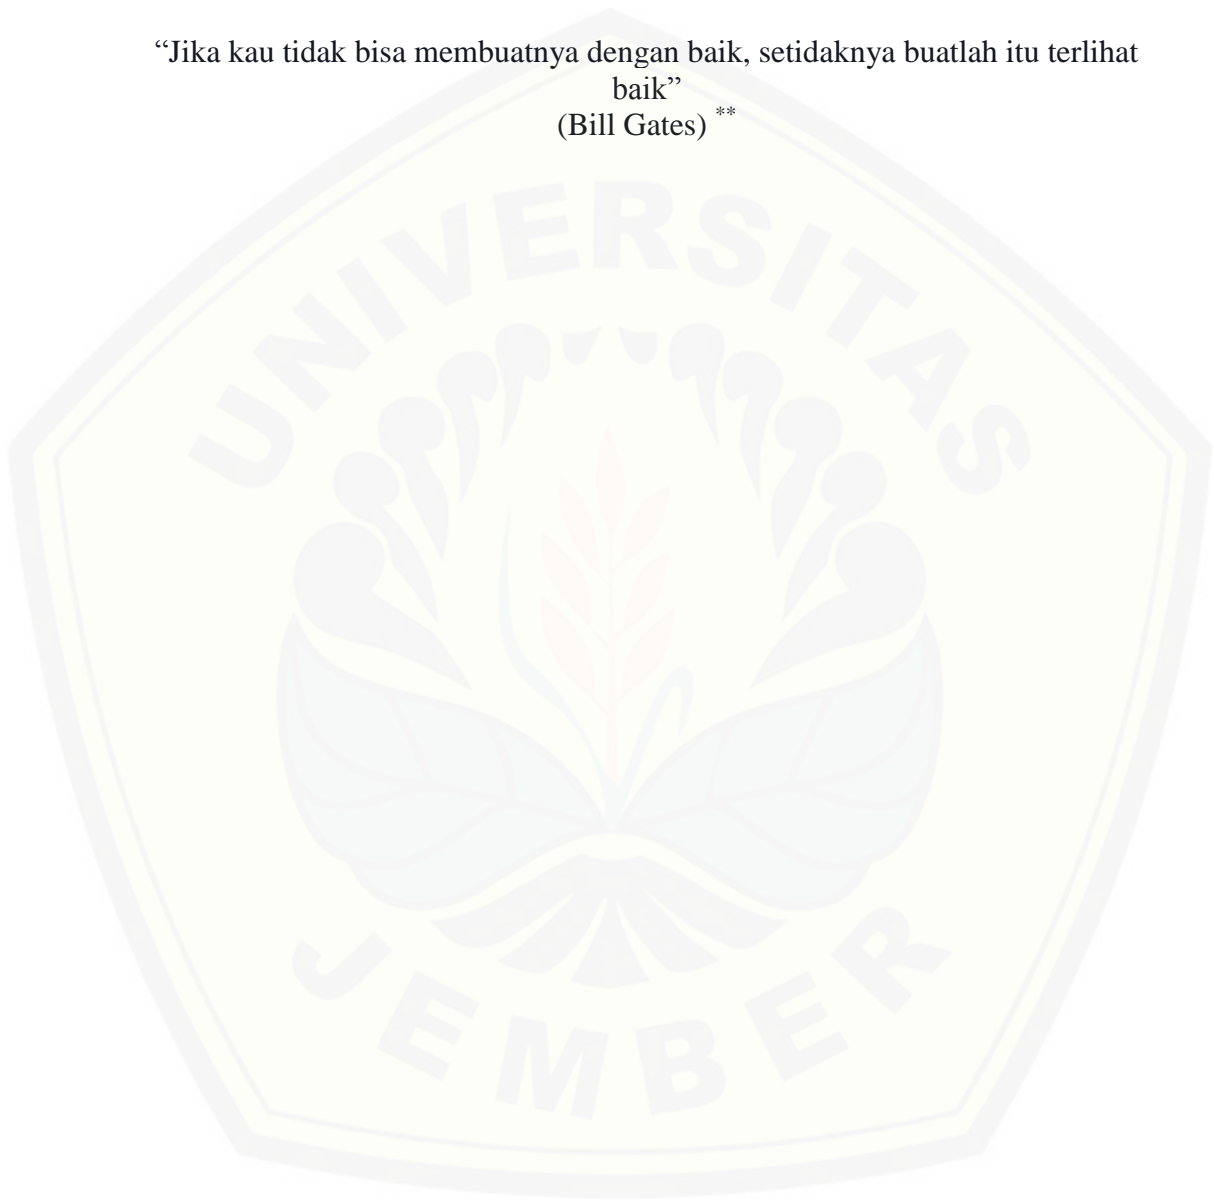 “Jika kau tidak bisa membuatnya dengan baik, setidaknya buatlah itu terlihat
baik”
(Bill Gates) **
UNIVERSITAS
JEMBER